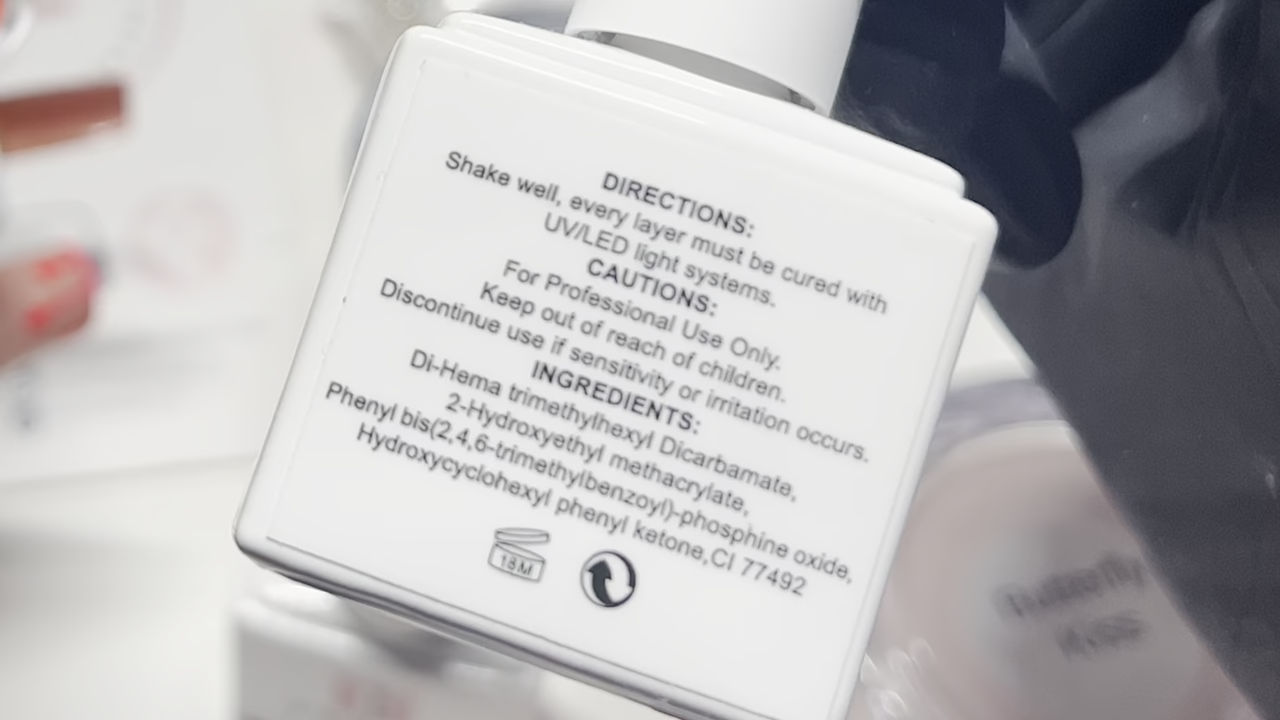 DIRECTIONS:
Shake well, every layer must be cured with
UV/LED light systems.
CAUTIONS:
For Professional Use Only.
Keep out of reach of children.
Discontinue use if sensitivity or irritation occurs.
INGREDIENTS:
Di-Hema trimethylhexyl Dicarbamate,
2-Hydroxyethyl methacrylate,
Phenyl bis(2,4,6-trimethylbenzoyl)-phosphine oxide,
Hydroxycyclohexyl phenyl ketone,CI 77492
18M